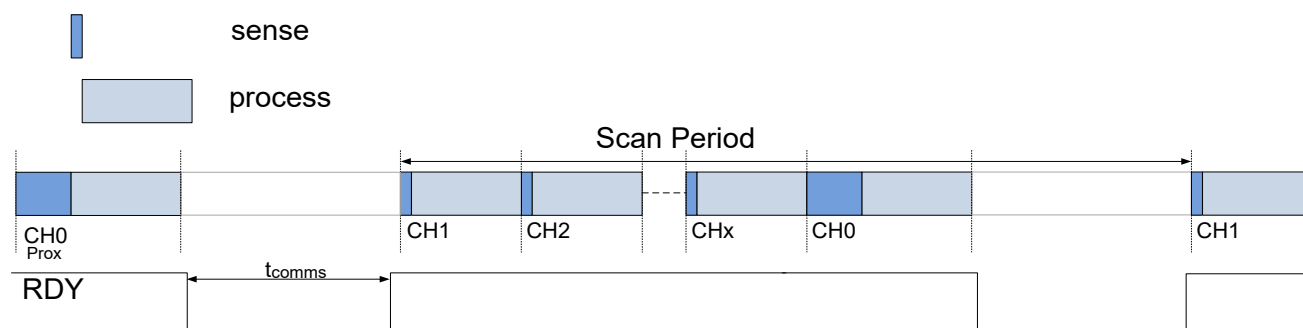 sense
process
Scan Period
CH0
Prox
CH1
CH2
CHx
CH0
CH1
tcomms
RDY